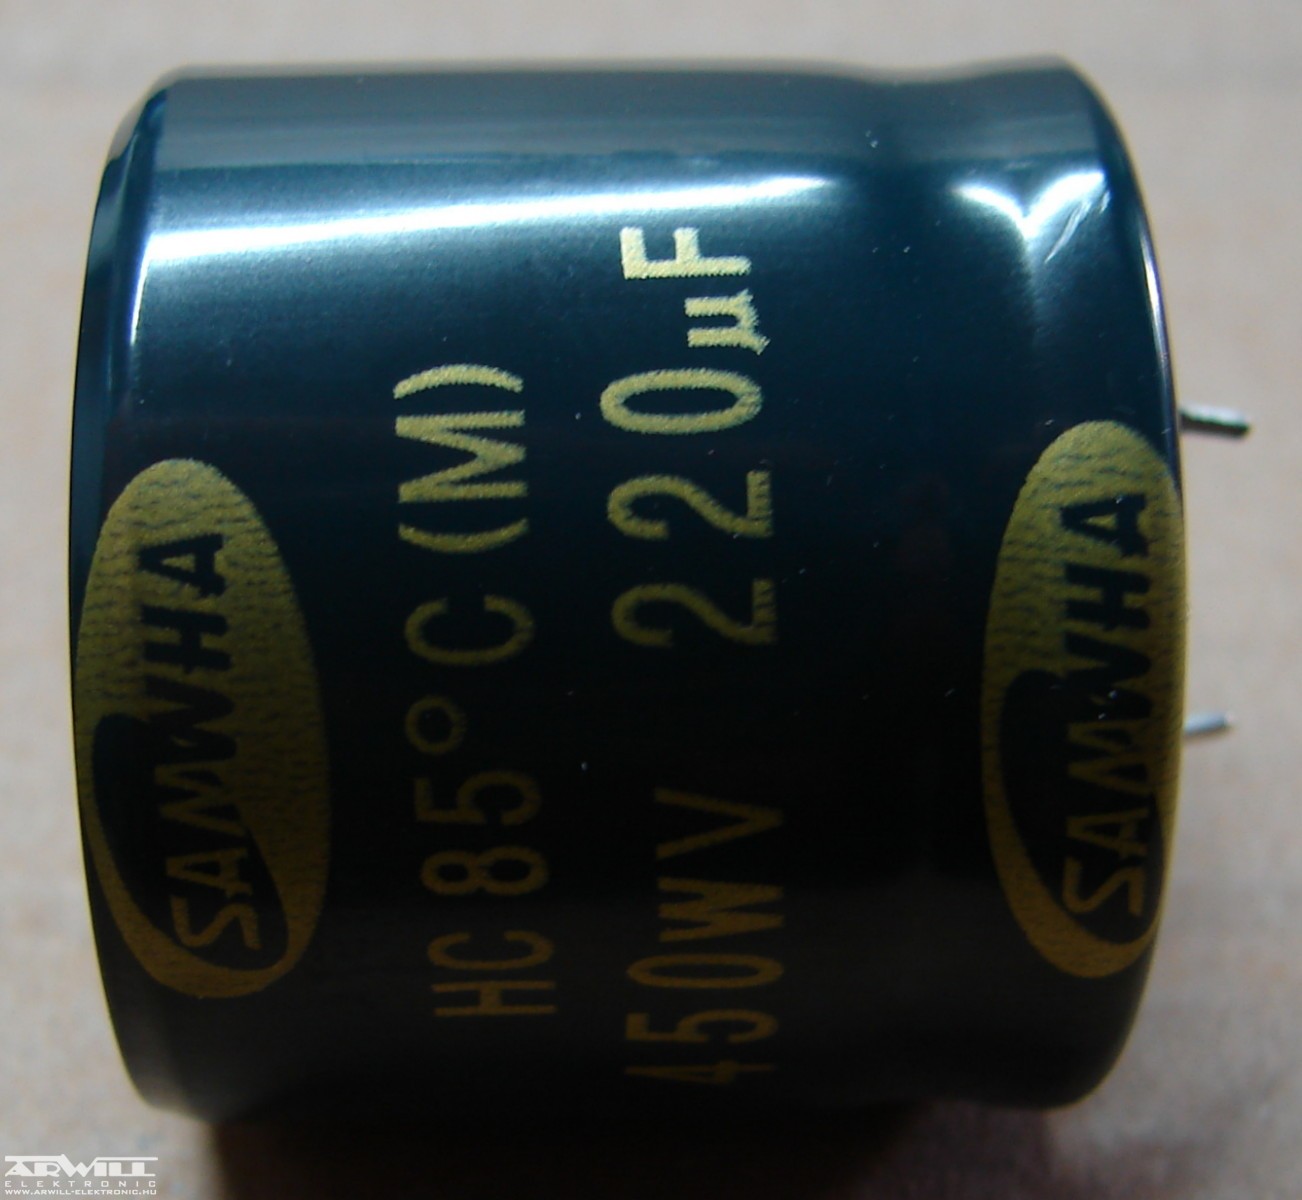 SAMWHA
HC 85°C (M)
450WV 220µF
SAMWHA
ARWILL
ELEKTRONIC
WWW.ARWILL-ELEKTRONIC.HU